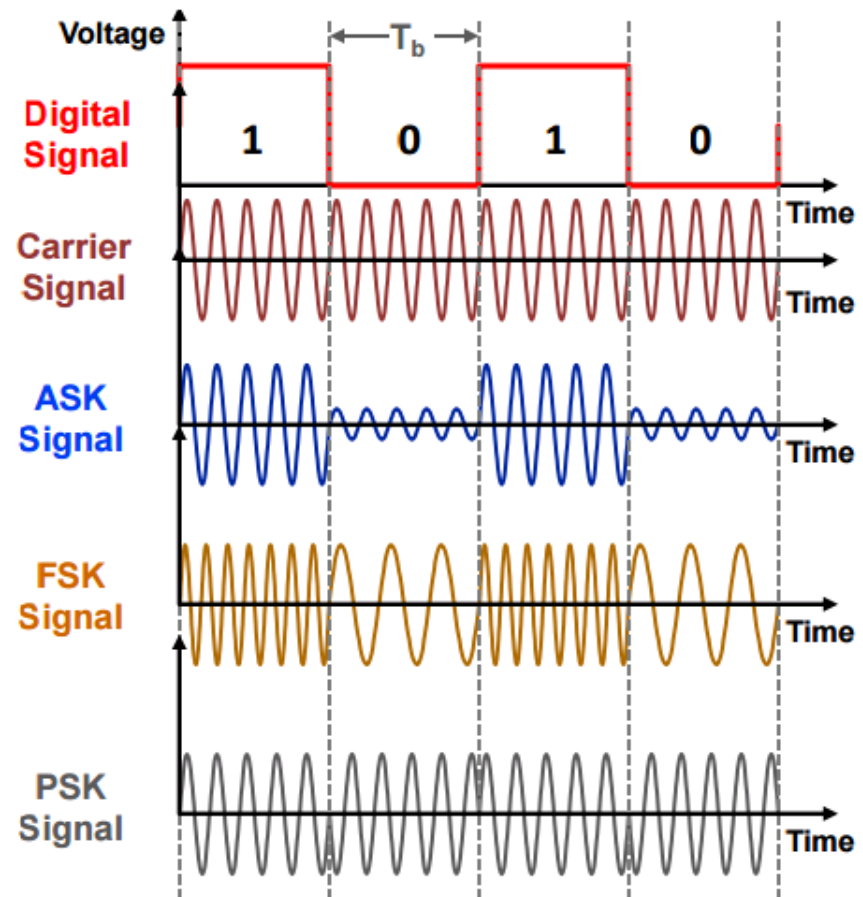 Voltage
T_b
Digital
Signal
1 0 1 0
Time
Carrier
Signal
Time
ASK
Signal
Time
FSK
Signal
Time
PSK
Signal
Time